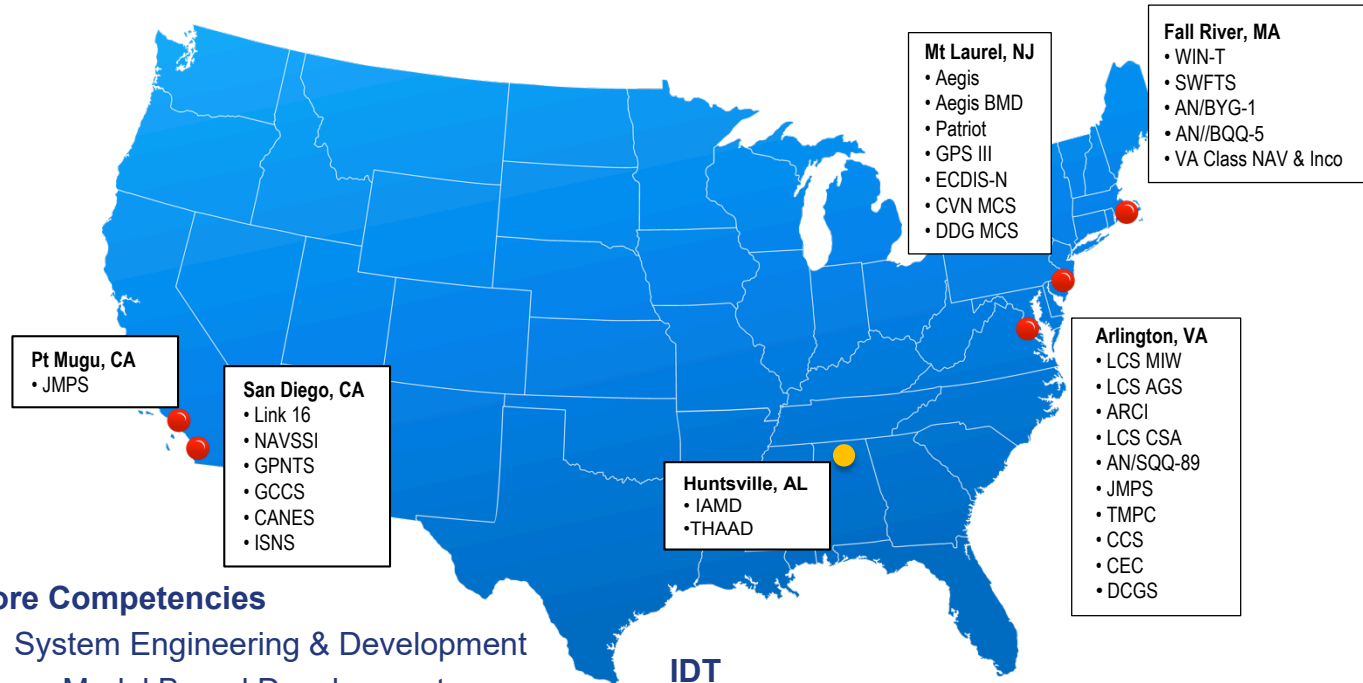 Fall River, MA
• WIN-T
• SWFTS
• AN/BYG-1
• AN//BQQ-5
• VA Class NAV & Inco
Mt Laurel, NJ
• Aegis
• Aegis BMD
• Patriot
• GPS III
• ECDIS-N
• CVN MCS
• DDG MCS
Pt Mugu, CA
• JMPS
San Diego, CA
• Link 16
• NAVSSI
• GPNTS
• GCCS
• CANES
• ISNS
Huntsville, AL
• IAMD
•THAAD
Arlington, VA
• LCS MIW
• LCS AGS
• ARCI
• LCS CSA
• AN/SQQ-89
• JMPS
• TMPC
• CCS
• CEC
• DCGS
ore Competencies
System Engineering & Development
IDT